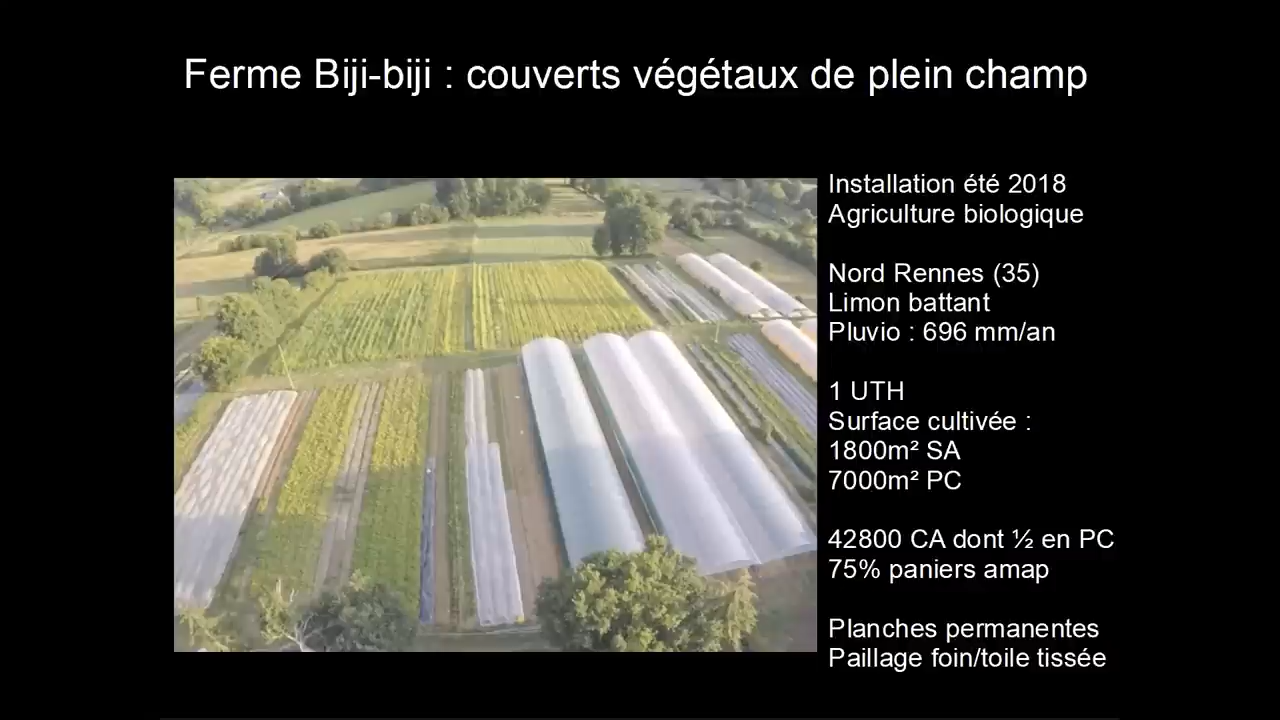 Ferme Biji-biji : couverts végétaux de plein champ
Installation été 2018
Agriculture biologique
Nord Rennes (35)
Limon battant
Pluvio : 696 mm/an
1 UTH
Surface cultivée :
1800m² SA
7000m² PC
42800 CA dont ½ en PC
75% paniers amap
Planches permanentes
Paillage foin/toile tissée